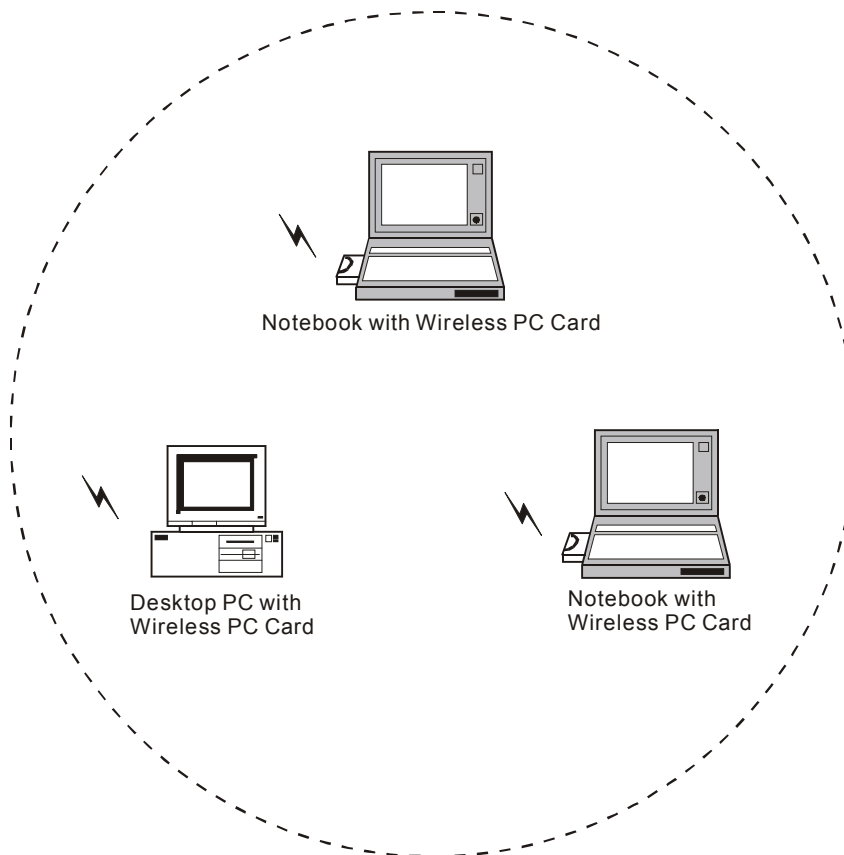 Notebook with Wireless PC Card
Desktop PC with
Wireless PC Card
Notebook with
Wireless PC Card